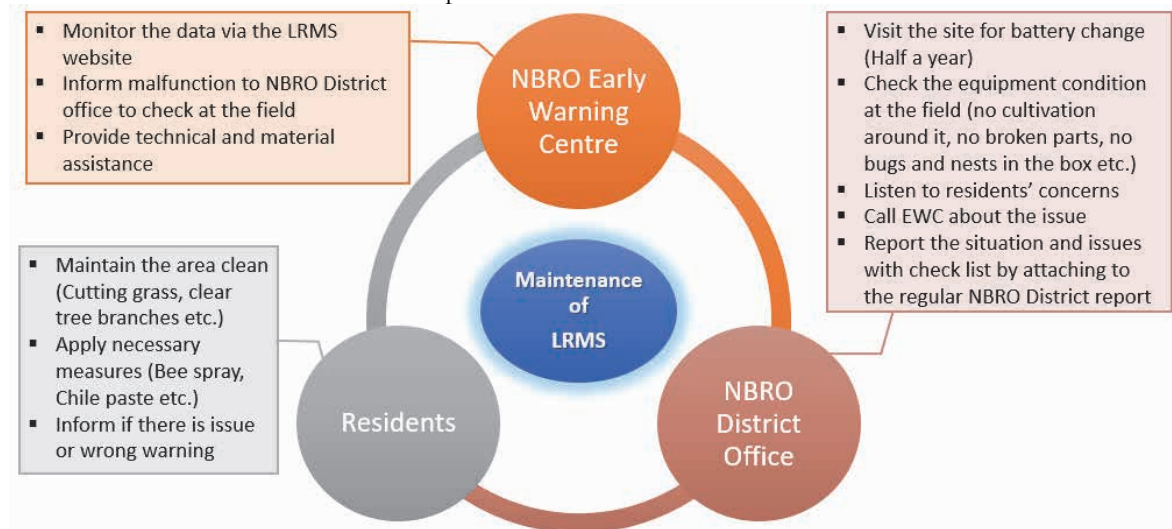 ▪ Monitor the data via the LRMS
website
▪ Inform malfunction to NBRO District
office to check at the field
▪ Provide technical and material
assistance
NBRO Early
Warning
Centre
▪ Visit the site for battery change
(Half a year)
▪ Check the equipment condition
at the field (no cultivation
around it, no broken parts, no
bugs and nests in the box etc.)
▪ Listen to residents’ concerns
▪ Call EWC about the issue
▪ Report the situation and issues
with check list by attaching to
the regular NBRO District report
▪ Maintain the area clean
(Cutting grass, clear
tree branches etc.)
▪ Apply necessary
measures (Bee spray,
Chile paste etc.)
▪ Inform if there is issue
or wrong warning
Maintenance
of
LRMS
Residents
NBRO
District
Office